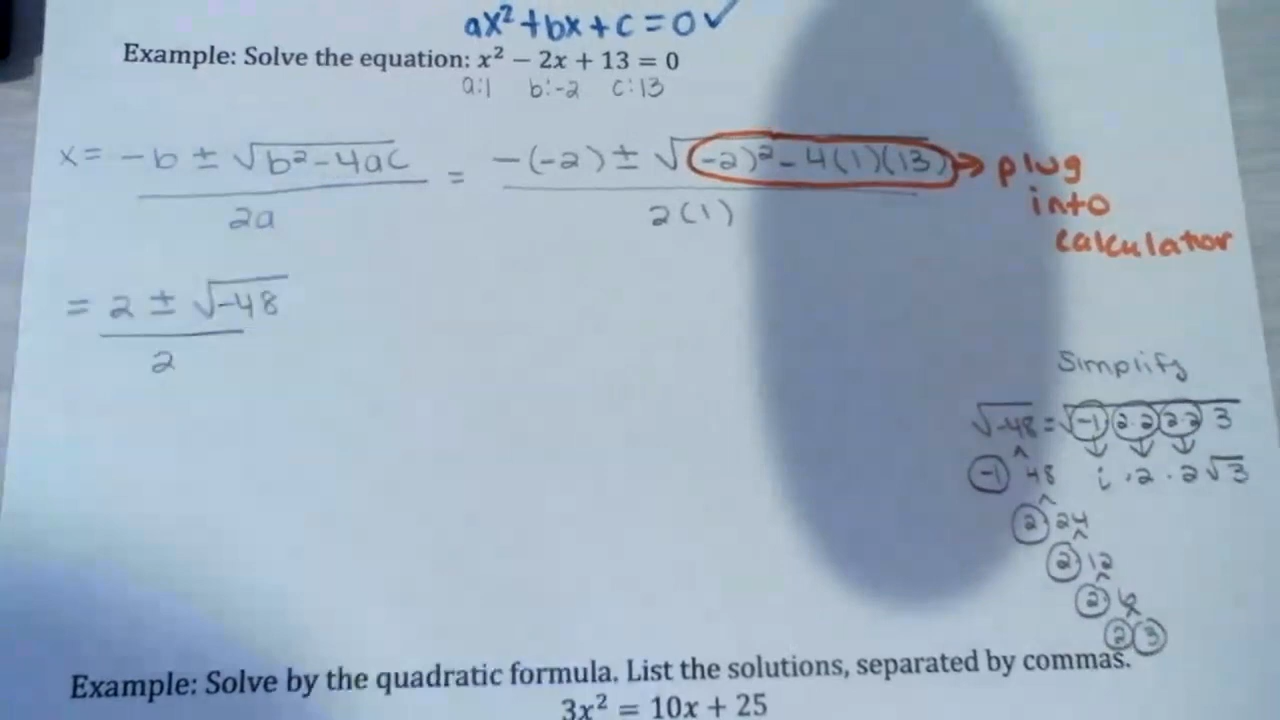 ax² + bx + c = 0 ✓
Example: Solve the equation: x² − 2x + 13 = 0
a:1 b:-2 c:13
x = -b ± √b²-4ac / 2a = -(-2) ± √(-2)² - 4(1)(13) / 2(1) → plug into calculator
= 2 ± √-48 / 2
Simplify
√-48 = √-1 2·2 2·2 3
-1 48 i · 2 · 2√3
2 24
2 12
2 6
2 3
Example: Solve by the quadratic formula. List the solutions, separated by commas.
3x² = 10x + 25